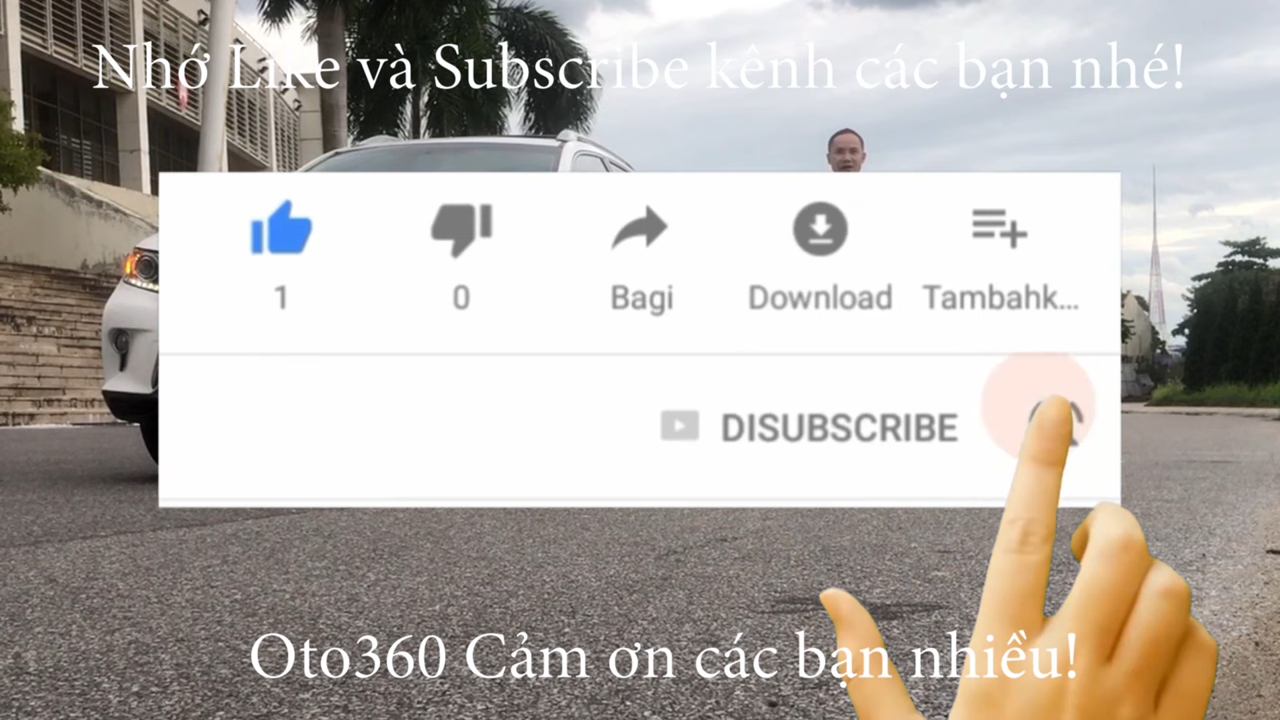 Nhớ Like và Subscribe kênh các bạn nhé!
1 0 Bagi Download Tambahk...
DISUBSCRIBE
Oto360 Cảm ơn các bạn nhiều!